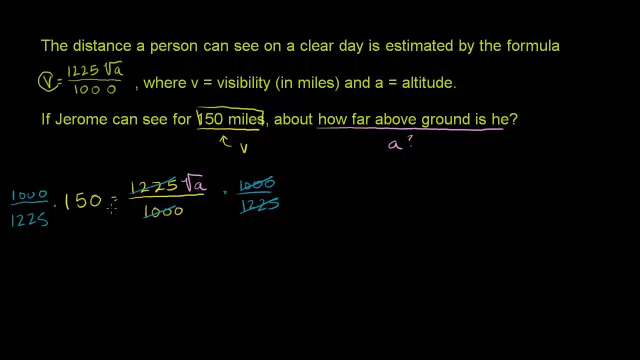 The distance a person can see on a clear day is estimated by the formula
v = 1225 √a / 1000 , where v = visibility (in miles) and a = altitude.
If Jerome can see for 150 miles, about how far above ground is he?
v
a ?
1000 / 1225 · 150 = 1225 √a / 1000 · 1000 / 1225